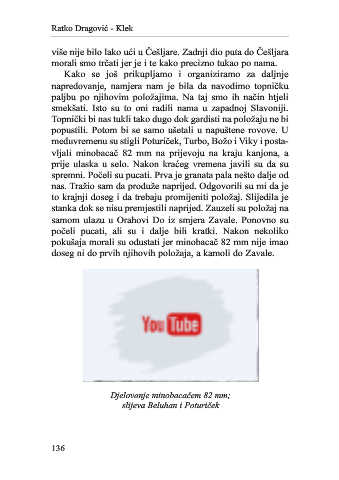 Ratko Dragović - Klek
više nije bilo lako ući u Češljare. Zadnji dio puta do Češljara
morali smo trčati jer je i te kako precizno tukao po nama.
Kako se još prikupljamo i organiziramo za daljnje
napredovanje, namjera nam je bila da navodimo topničku
paljbu po njihovim položajima. Na taj smo ih način htjeli
smekšati. Isto su to oni radili nama u zapadnoj Slavoniji.
Topnički bi nas tukli tako dugo dok gardisti na položaju ne bi
popustili. Potom bi se samo ušetali u napuštene rovove. U
međuvremenu su stigli Poturiček, Turbo, Božo i Viky i posta-
vljali minobacač 82 mm na prijevoju na kraju kanjona, a
prije ulaska u selo. Nakon kraćeg vremena javili su da su
spremni. Počeli su pucati. Prva je granata pala nešto dalje od
nas. Tražio sam da produže naprijed. Odgovorili su mi da je
to krajnji doseg i da trebaju promijeniti položaj. Slijedila je
stanka dok se nisu premjestili naprijed. Zauzeli su položaj na
samom ulazu u Orahovi Do iz smjera Zavale. Ponovno su
počeli pucati, ali su i dalje bili kratki. Nakon nekoliko
pokušaja morali su odustati jer minobacač 82 mm nije imao
doseg ni do prvih njihovih položaja, a kamoli do Zavale.
You Tube
Djelovanje minobacačem 82 mm;
slijeva Beluhan i Poturiček
136